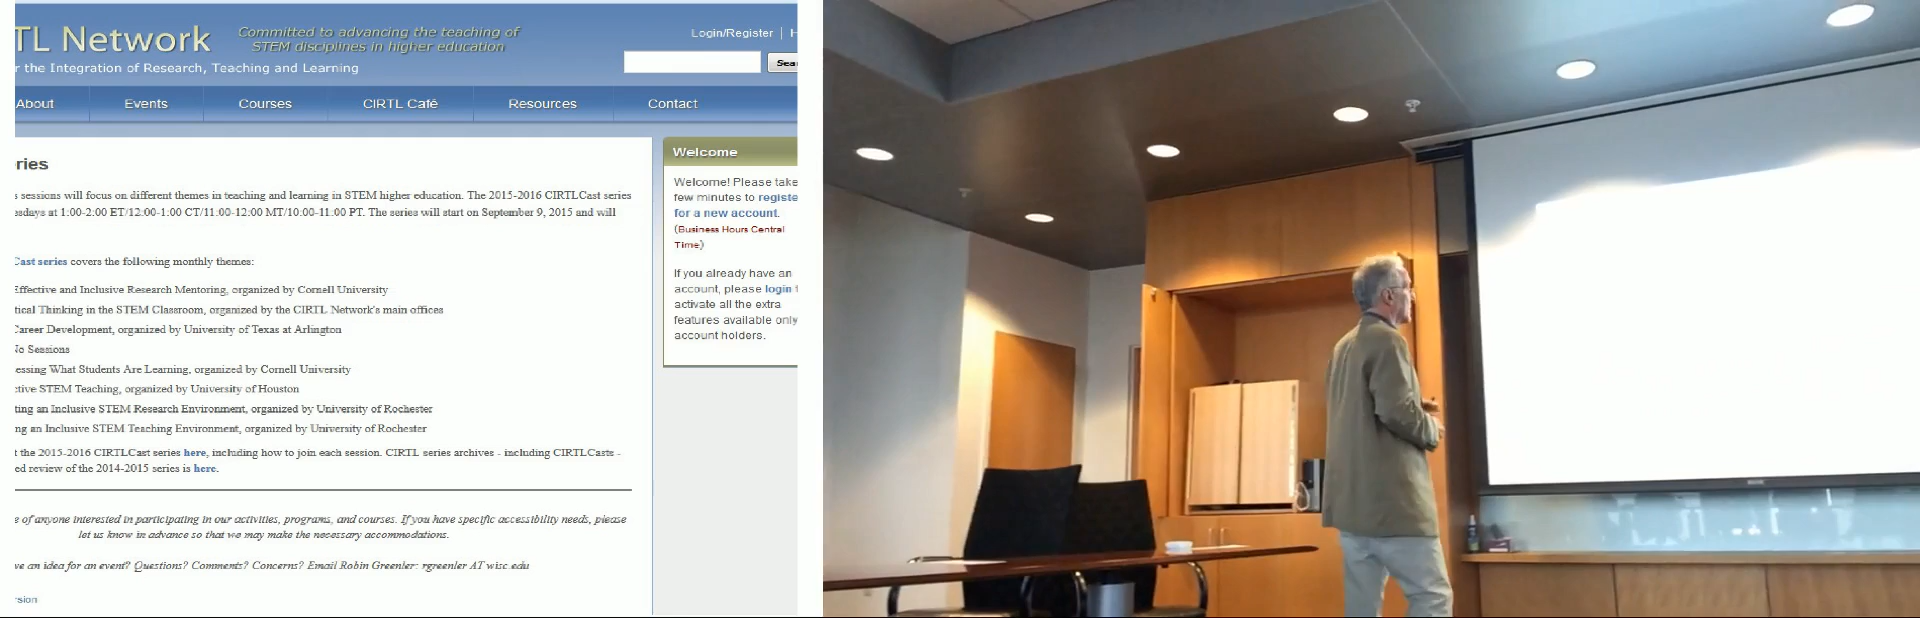 TL Network
Committed to advancing the teaching of
STEM disciplines in higher education
Login/Register |
r the Integration of Research, Teaching and Learning
Sea
About Events Courses CIRTL Café Resources Contact
ries
s sessions will focus on different themes in teaching and learning in STEM higher education. The 2015-2016 CIRTLCast series
esdays at 1:00-2:00 ET/12:00-1:00 CT/11:00-12:00 MT/10:00-11:00 PT. The series will start on September 9, 2015 and will
Cast series covers the following monthly themes:
Effective and Inclusive Research Mentoring, organized by Cornell University
tical Thinking in the STEM Classroom, organized by the CIRTL Network's main offices
Career Development, organized by University of Texas at Arlington
No Sessions
essing What Students Are Learning, organized by Cornell University
ctive STEM Teaching, organized by University of Houston
ting an Inclusive STEM Research Environment, organized by University of Rochester
ng an Inclusive STEM Teaching Environment, organized by University of Rochester
t the 2015-2016 CIRTLCast series here, including how to join each session. CIRTL series archives - including CIRTLCasts -
ed review of the 2014-2015 series is here.
e of anyone interested in participating in our activities, programs, and courses. If you have specific accessibility needs, please
let us know in advance so that we may make the necessary accommodations.
ve an idea for an event? Questions? Comments? Concerns? Email Robin Greenler: rgreenler AT wisc.edu
rsion
Welcome
Welcome! Please take
few minutes to registe
for a new account.
(Business Hours Central
Time)
If you already have an
account, please login t
activate all the extra
features available only
account holders.